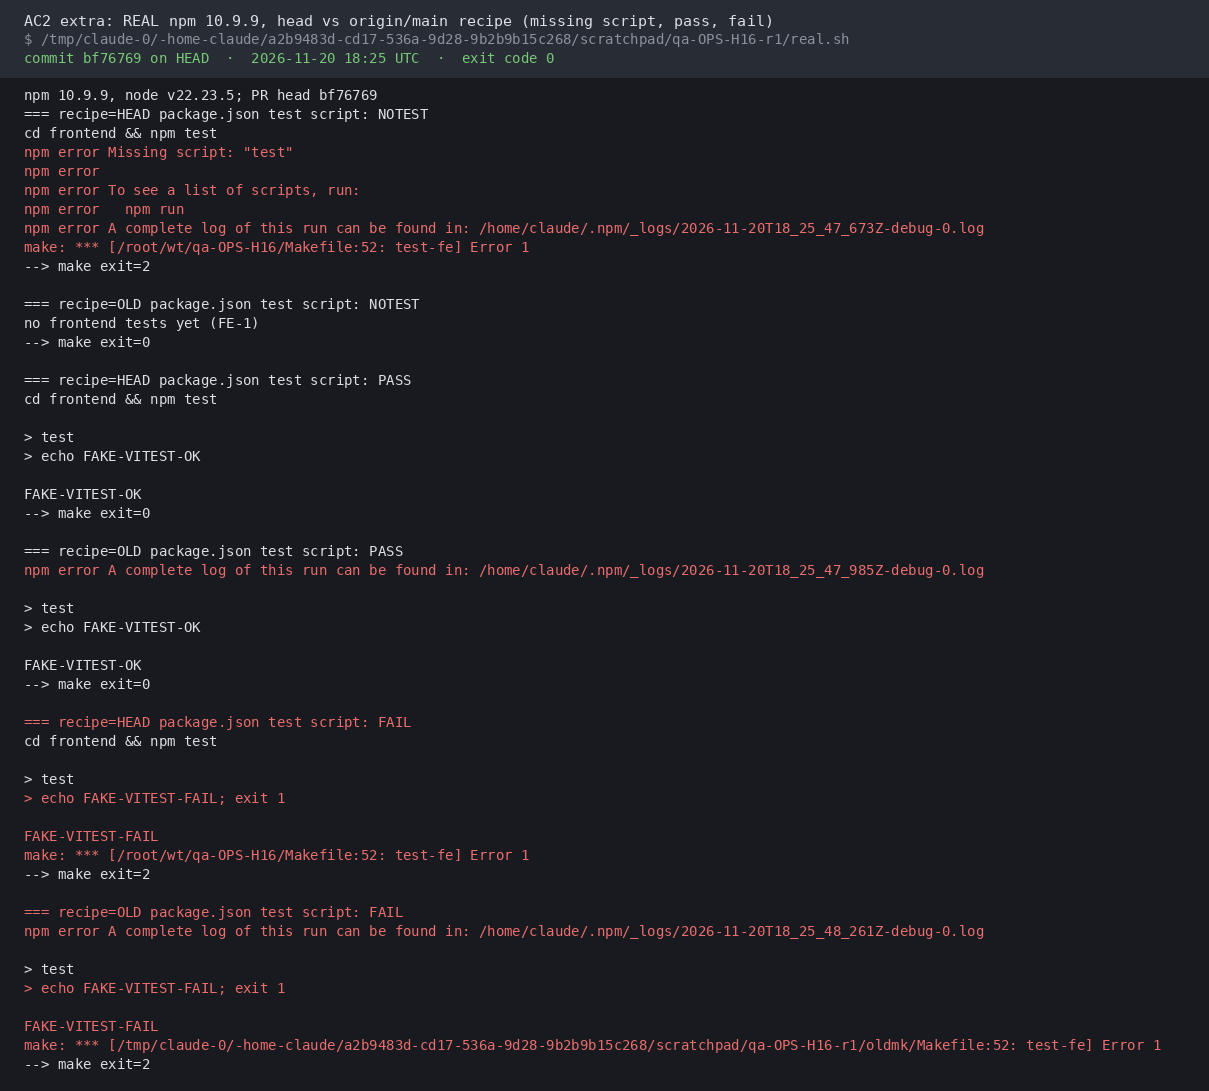 AC2 extra: REAL npm 10.9.9, head vs origin/main recipe (missing script, pass, fail)
$ /tmp/claude-0/-home-claude/a2b9483d-cd17-536a-9d28-9b2b9b15c268/scratchpad/qa-OPS-H16-r1/real.sh
commit bf76769 on HEAD · 2026-11-20 18:25 UTC · exit code 0
npm 10.9.9, node v22.23.5; PR head bf76769
=== recipe=HEAD package.json test script: NOTEST
cd frontend && npm test
npm error Missing script: "test"
npm error
npm error To see a list of scripts, run:
npm error   npm run
npm error A complete log of this run can be found in: /home/claude/.npm/_logs/2026-11-20T18_25_47_673Z-debug-0.log
make: *** [/root/wt/qa-OPS-H16/Makefile:52: test-fe] Error 1
--> make exit=2
=== recipe=OLD package.json test script: NOTEST
no frontend tests yet (FE-1)
--> make exit=0
=== recipe=HEAD package.json test script: PASS
cd frontend && npm test
> test
> echo FAKE-VITEST-OK
FAKE-VITEST-OK
--> make exit=0
=== recipe=OLD package.json test script: PASS
npm error A complete log of this run can be found in: /home/claude/.npm/_logs/2026-11-20T18_25_47_985Z-debug-0.log
> test
> echo FAKE-VITEST-OK
FAKE-VITEST-OK
--> make exit=0
=== recipe=HEAD package.json test script: FAIL
cd frontend && npm test
> test
> echo FAKE-VITEST-FAIL; exit 1
FAKE-VITEST-FAIL
make: *** [/root/wt/qa-OPS-H16/Makefile:52: test-fe] Error 1
--> make exit=2
=== recipe=OLD package.json test script: FAIL
npm error A complete log of this run can be found in: /home/claude/.npm/_logs/2026-11-20T18_25_48_261Z-debug-0.log
> test
> echo FAKE-VITEST-FAIL; exit 1
FAKE-VITEST-FAIL
make: *** [/tmp/claude-0/-home-claude/a2b9483d-cd17-536a-9d28-9b2b9b15c268/scratchpad/qa-OPS-H16-r1/oldmk/Makefile:52: test-fe] Error 1
--> make exit=2